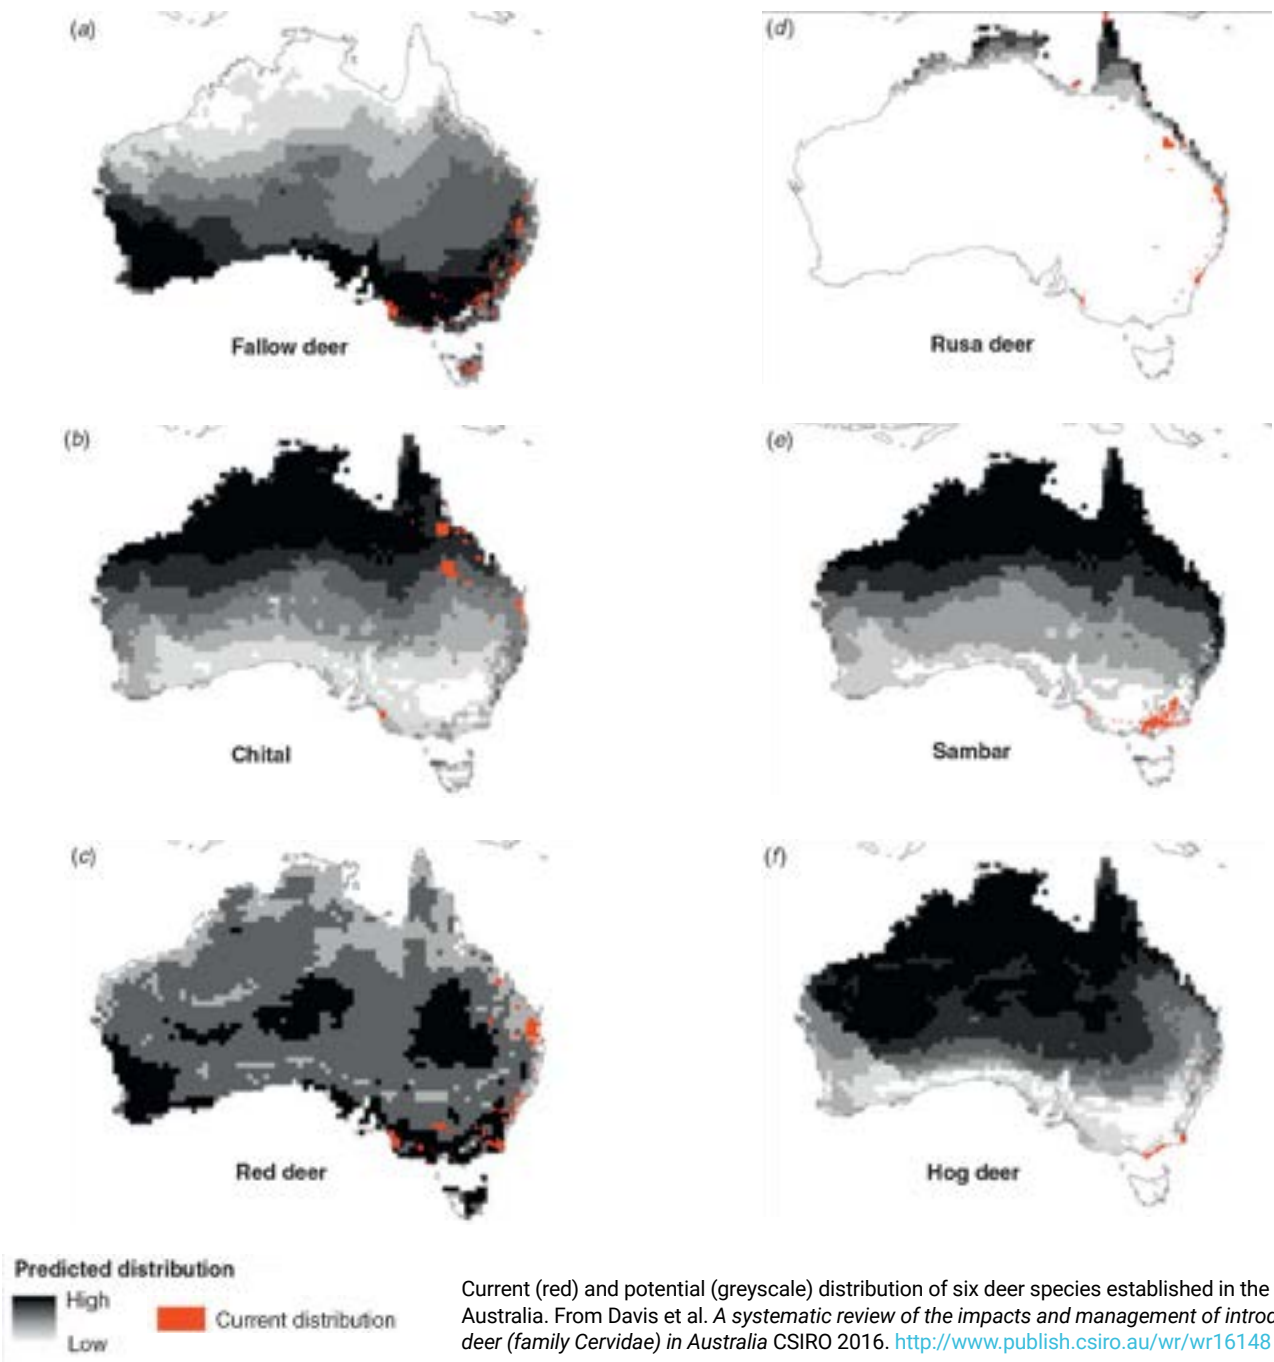 (a)
Fallow deer
(d)
Rusa deer
(b)
Chital
(e)
Sambar
(c)
Red deer
(f)
Hog deer
Predicted distribution
High
Low
Current distribution
Current (red) and potential (greyscale) distribution of six deer species established in the
Australia. From Davis et al. A systematic review of the impacts and management of introd
deer (family Cervidae) in Australia CSIRO 2016. http://www.publish.csiro.au/wr/wr16148